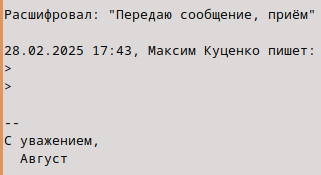 Расшифровал: "Передаю сообщение, приём"

28.02.2025 17:43, Максим Куценко пишет:
>
>

--
С уважением,
  Август